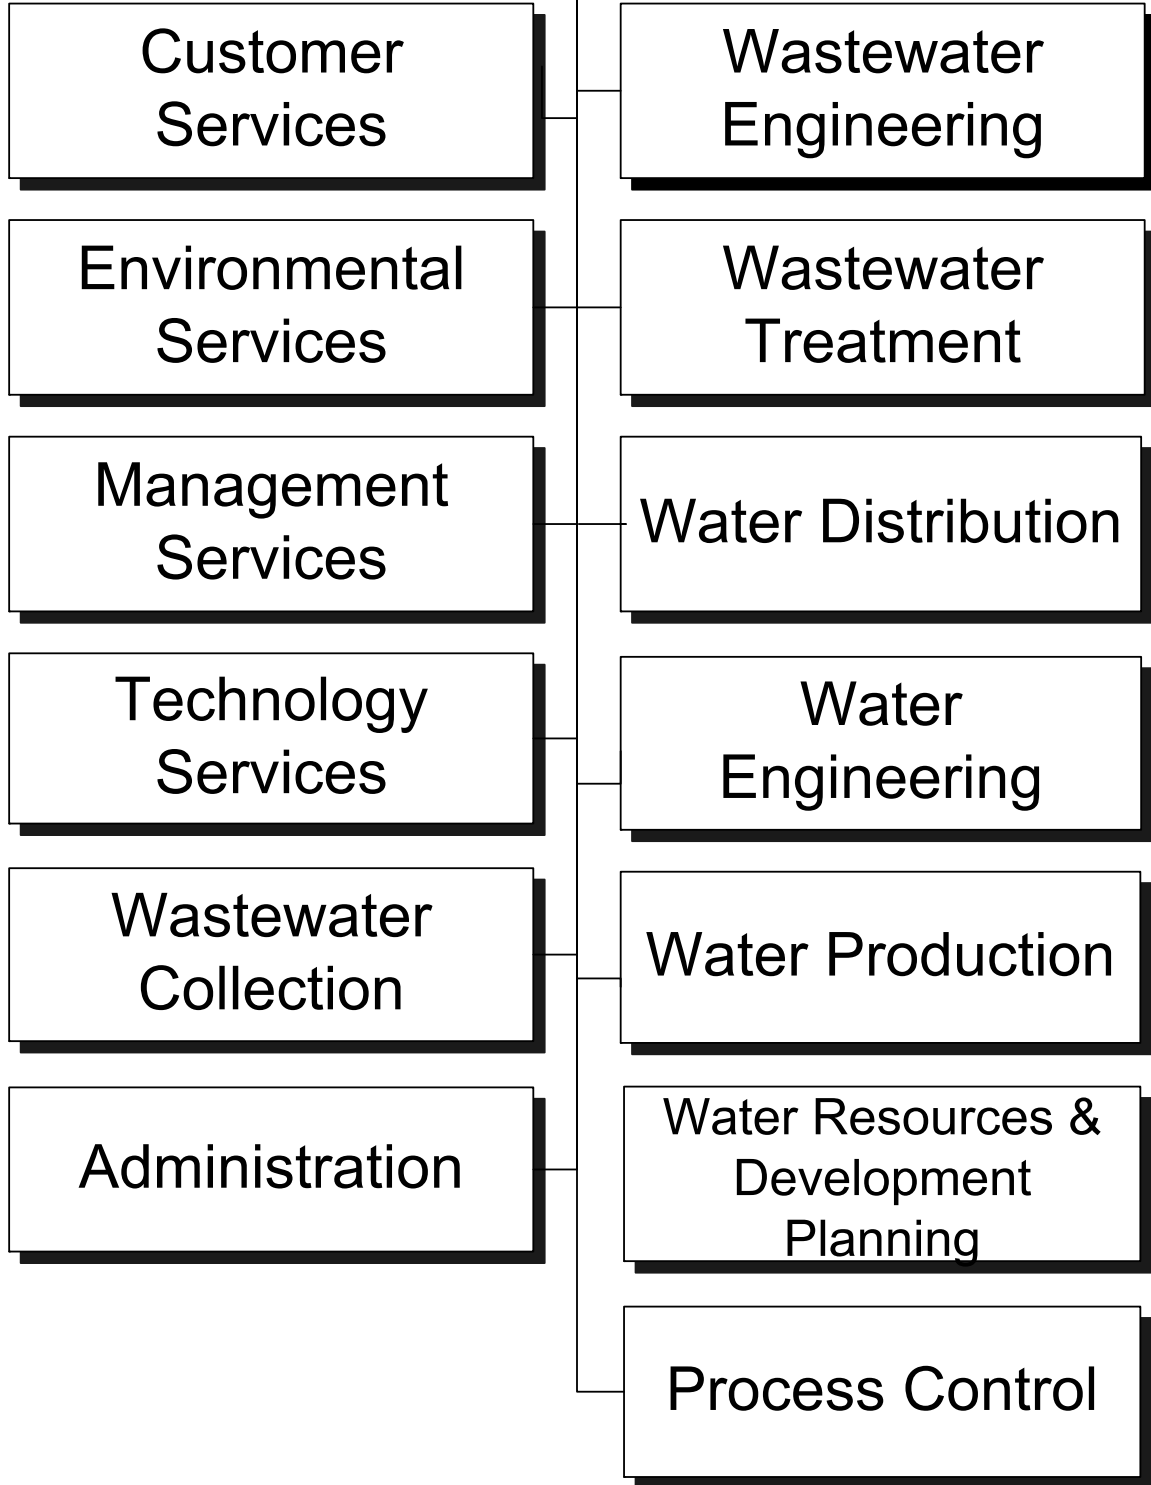 Customer
Services
Wastewater
Engineering
Environmental
Services
Wastewater
Treatment
Management
Services
Water Distribution
Technology
Services
Water
Engineering
Wastewater
Collection
Water Production
Administration
Water Resources &
Development
Planning
Process Control